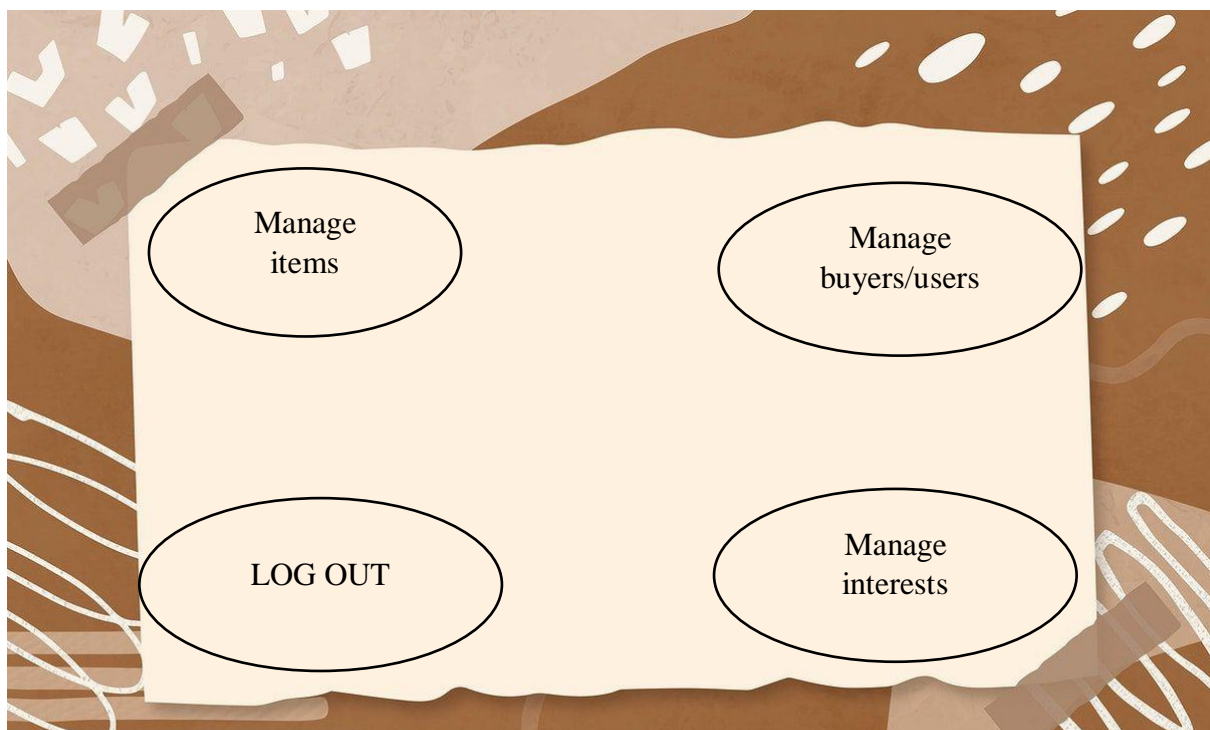 Manage
items
Manage
buyers/users
LOG OUT
Manage
interests